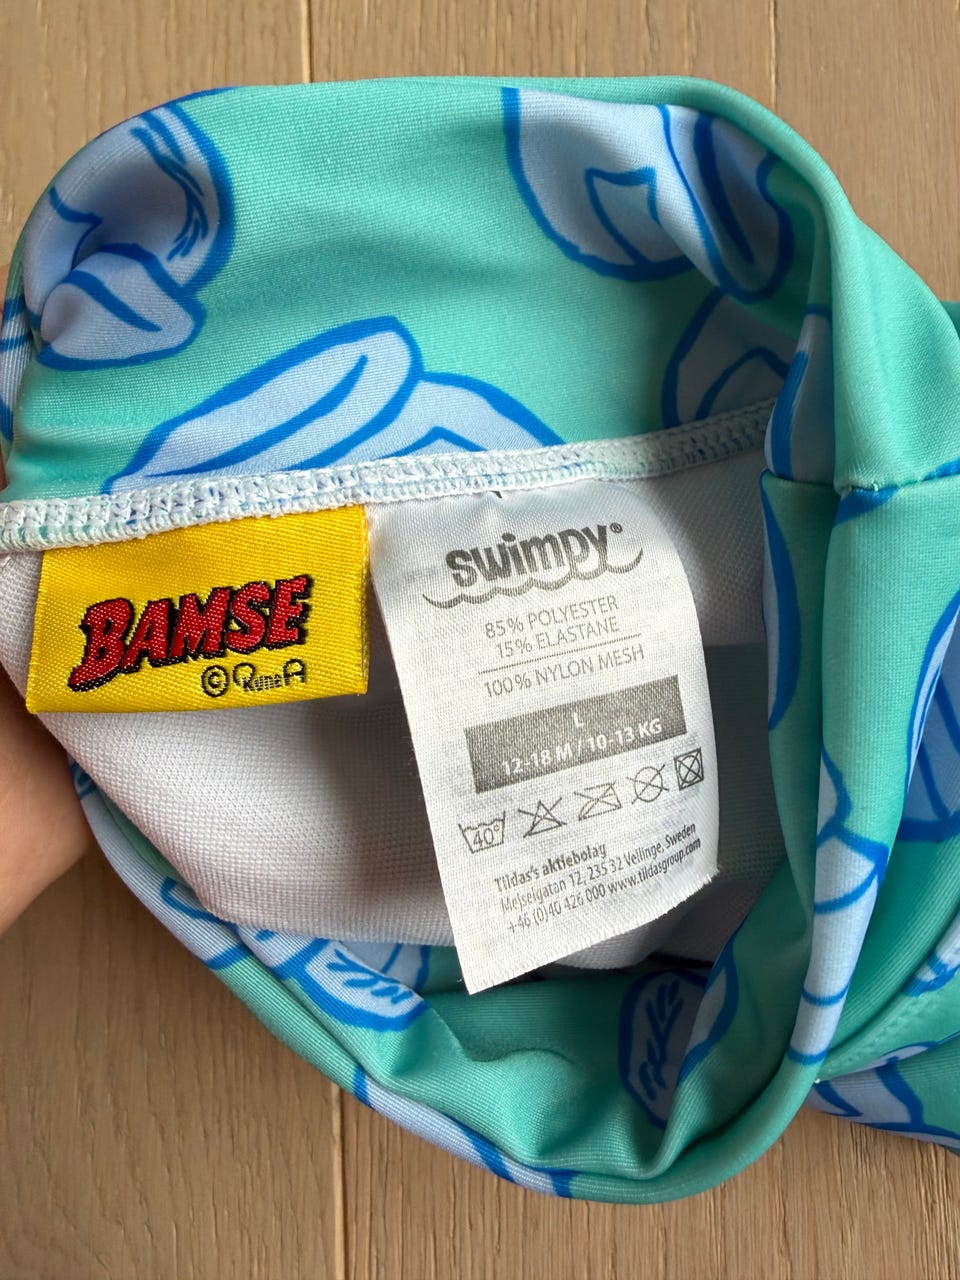 BAMSE
© Rune A
swimpy®
85% POLYESTER
15% ELASTANE
100% NYLON MESH
L
12-18 M / 10-13 KG
40°
Tildas's aktiebolag
Mejselgatan 12, 235 32 Vellinge, Sweden
+46 (0)40 426 000 www.tildasgroup.com